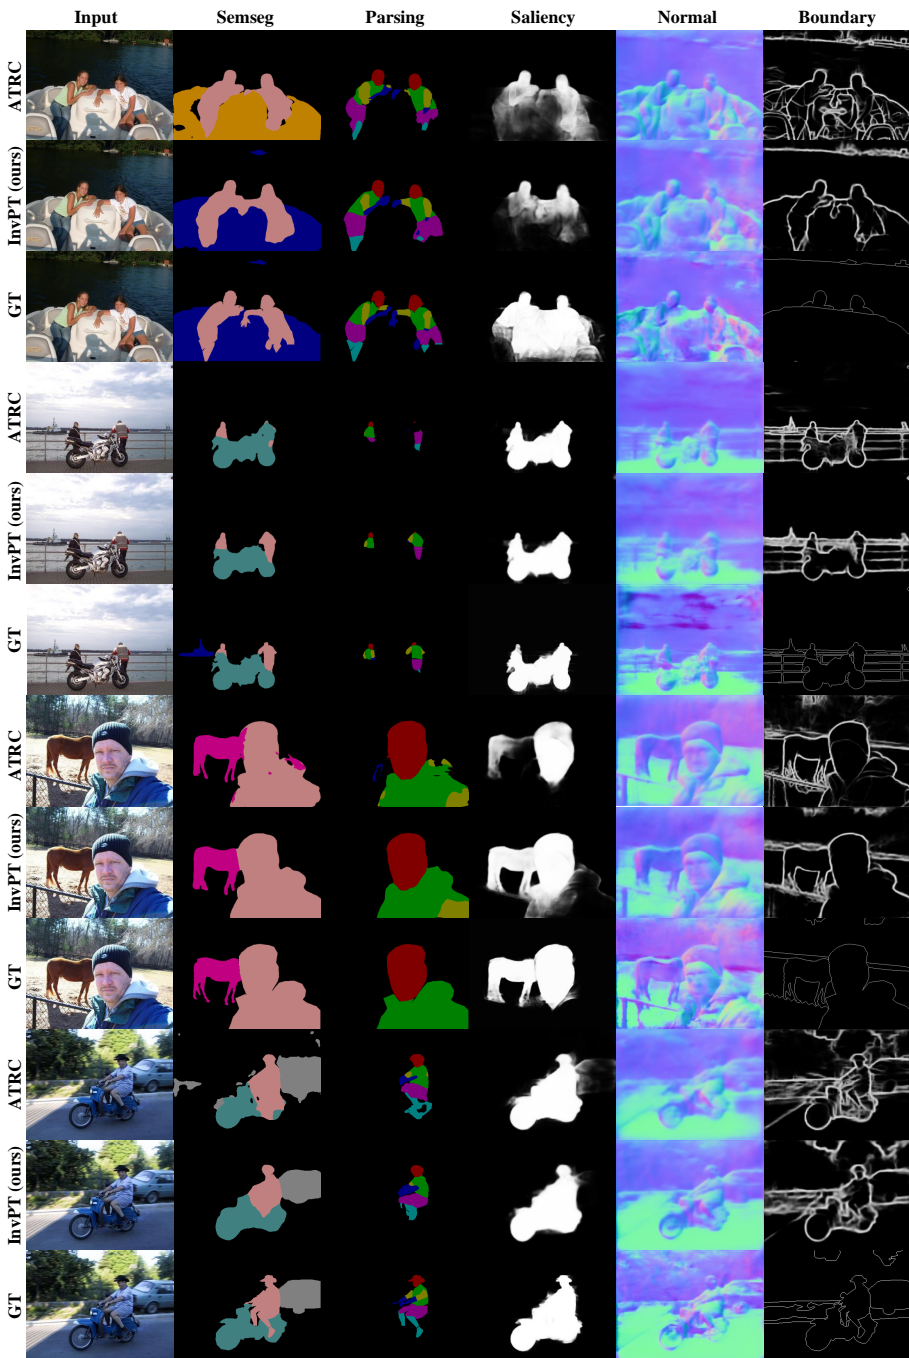 Input Semseg Parsing Saliency Normal Boundary
ATRC
InvPT (ours)
GT
ATRC
InvPT (ours)
GT
ATRC
InvPT (ours)
GT
ATRC
InvPT (ours)
GT